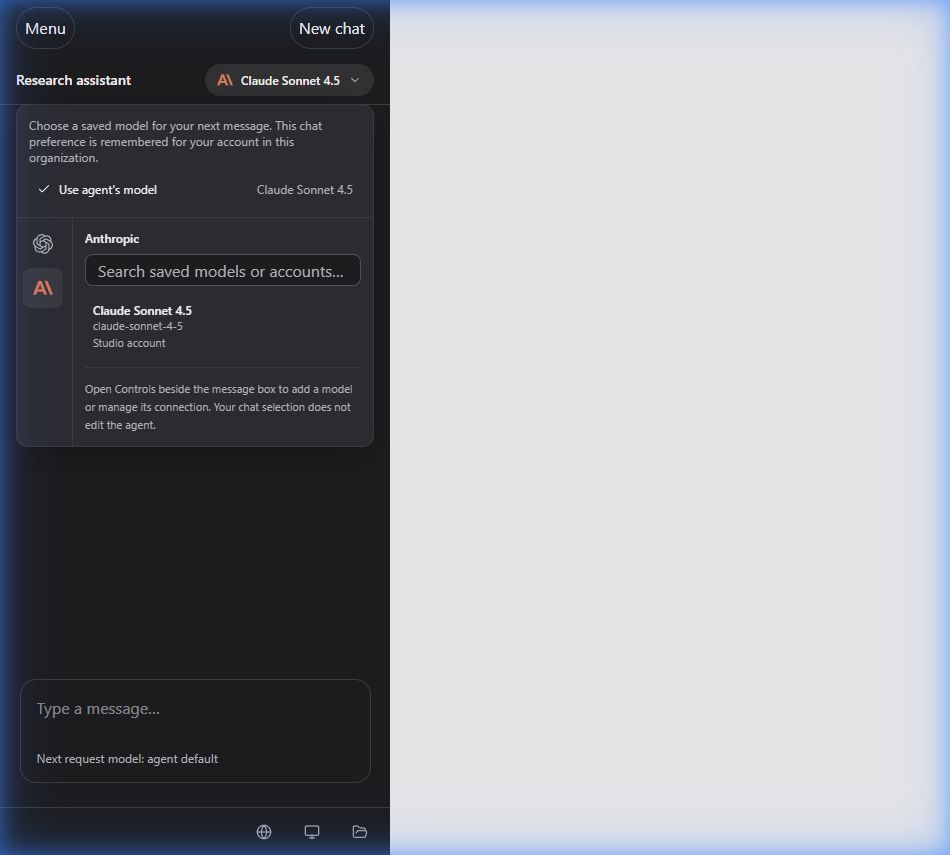 Menu
New chat
Research assistant
Claude Sonnet 4.5
Choose a saved model for your next message. This chat
preference is remembered for your account in this
organization.
Use agent's model
Claude Sonnet 4.5
Anthropic
Search saved models or accounts...
Claude Sonnet 4.5
claude-sonnet-4-5
Studio account
Open Controls beside the message box to add a model
or manage its connection. Your chat selection does not
edit the agent.
Type a message...
Next request model: agent default